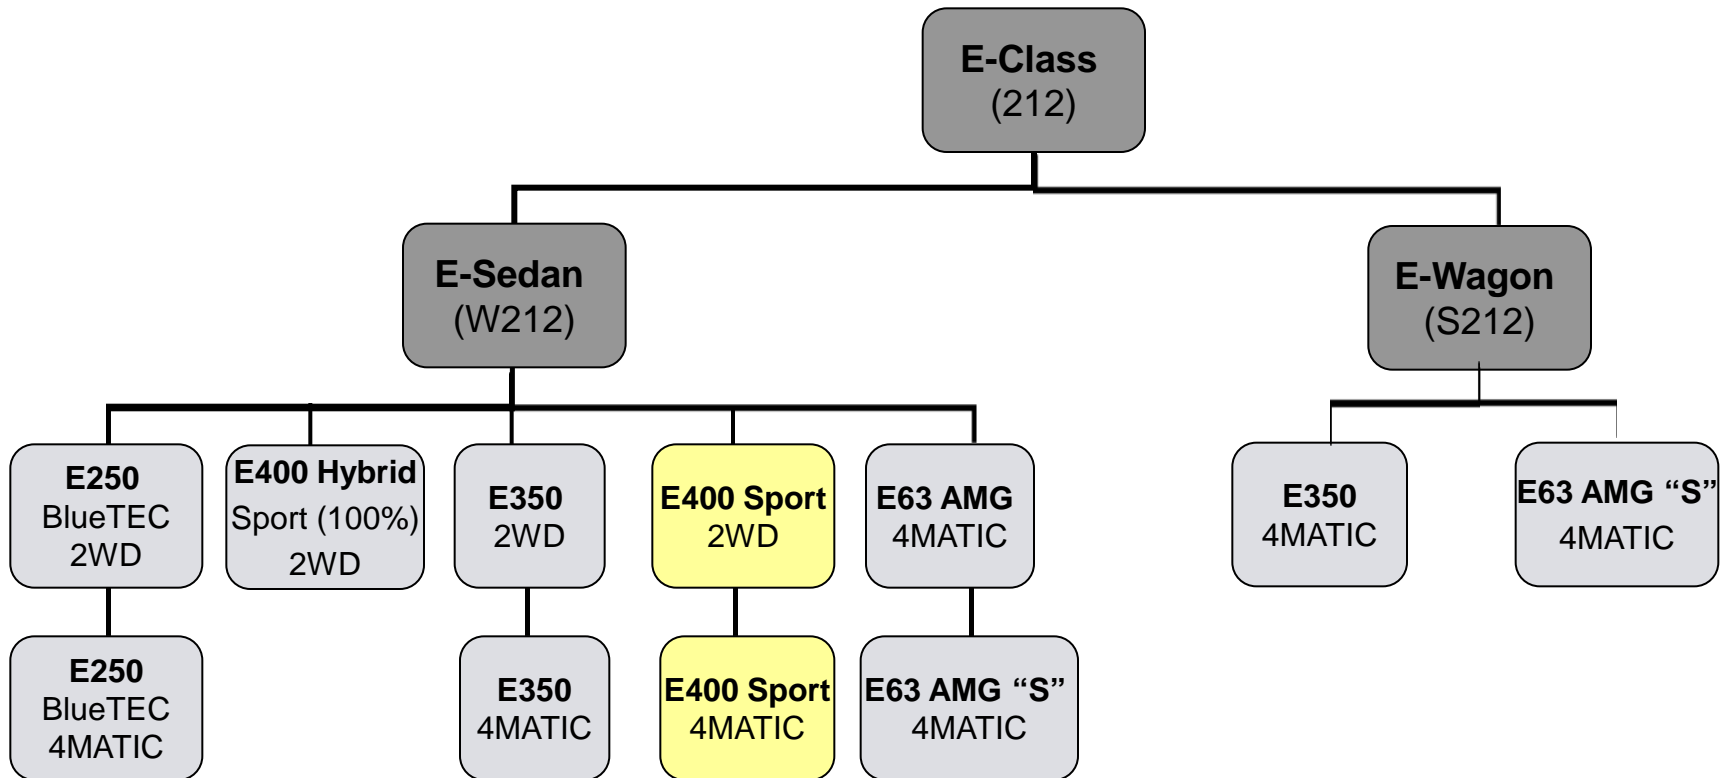 E-Class
(212)
E-Sedan
(W212)
E-Wagon
(S212)
E250
BlueTEC
2WD
E400 Hybrid
Sport (100%)
2WD
E350
2WD
E400 Sport
2WD
E63 AMG
4MATIC
E350
4MATIC
E63 AMG “S”
4MATIC
E250
BlueTEC
4MATIC
E350
4MATIC
E400 Sport
4MATIC
E63 AMG “S”
4MATIC